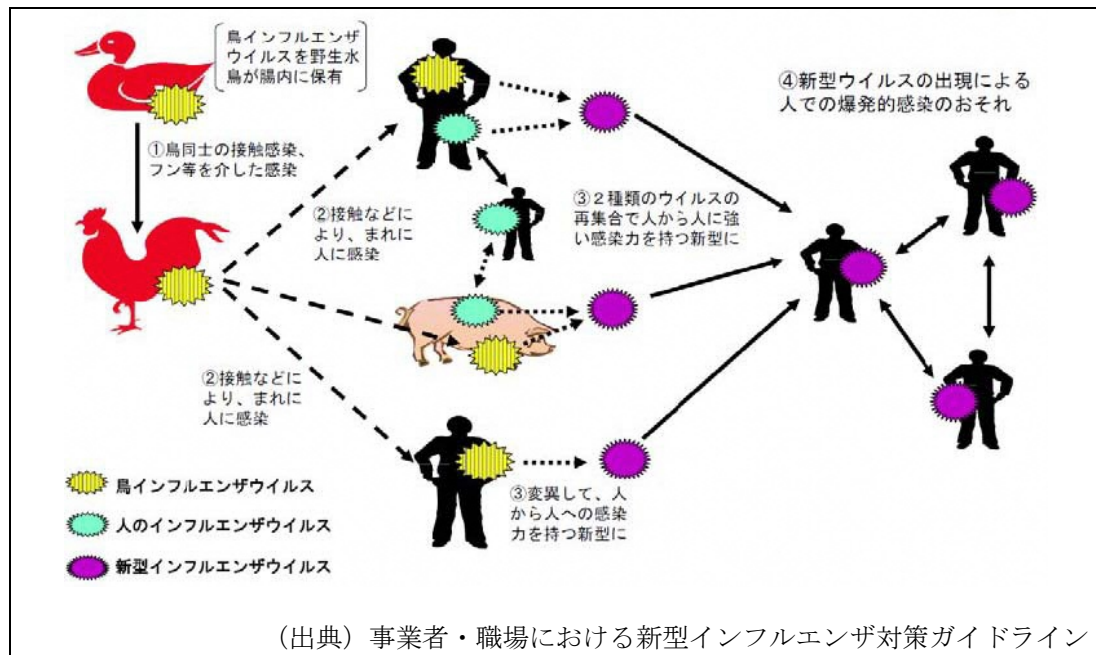 鳥インフルエンザ
ウイルスを野生水
鳥が腸内に保有
①鳥同士の接触感染、
フン等を介した感染
②接触などに
より、まれに
人に感染
②接触などに
より、まれに
人に感染
③２種類のウイルスの
再集合で人から人に強
い感染力を持つ新型に
③変異して、人
から人への感染
力を持つ新型に
④新型ウイルスの出現による
人での爆発的感染のおそれ
鳥インフルエンザウイルス
人のインフルエンザウイルス
新型インフルエンザウイルス
（出典）事業者・職場における新型インフルエンザ対策ガイドライン